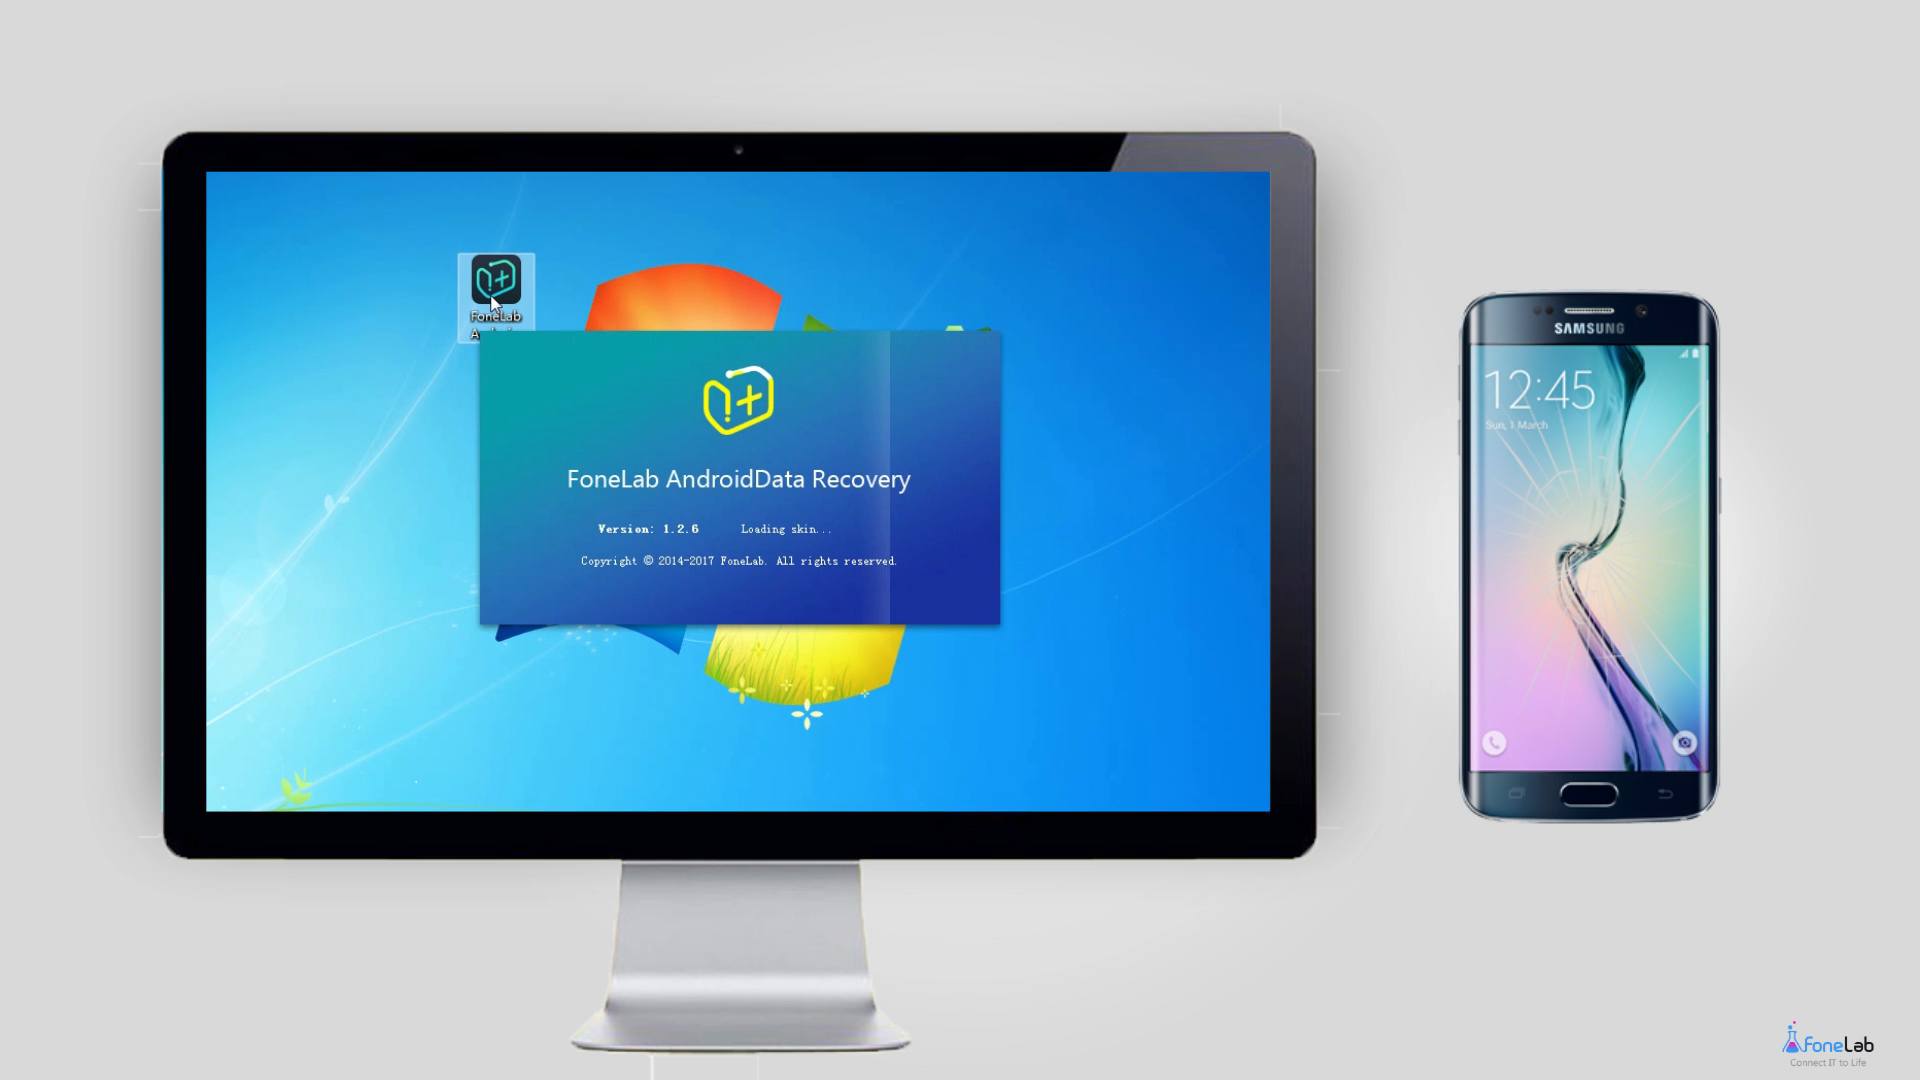 FoneLab
FoneLab AndroidData Recovery
Version: 1.2.6 Loading skin...
Copyright © 2014-2017 FoneLab. All rights reserved.
SAMSUNG
12:45
Sun, 1 March
FoneLab
Connect IT to Life